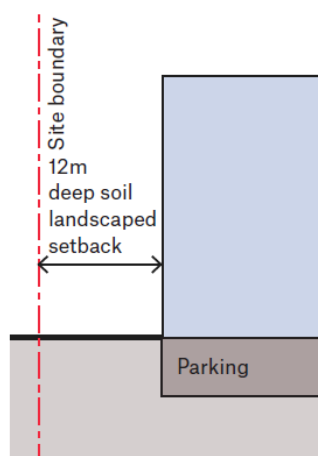 Site boundary
12m
deep soil
landscaped
setback
Parking